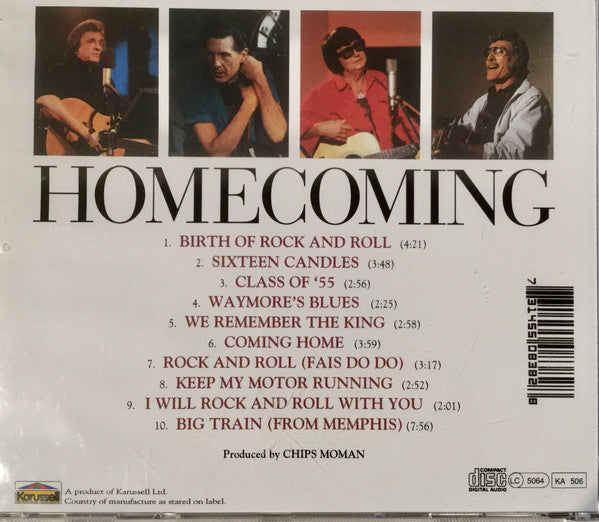 HOMECOMING
1. BIRTH OF ROCK AND ROLL (4:21)
2. SIXTEEN CANDLES (3:48)
3. CLASS OF ‘55 (2:56)
4. WAYMORE’S BLUES (2:25)
5. WE REMEMBER THE KING (2:58)
6. COMING HOME (3:59)
7. ROCK AND ROLL (FAIS DO DO) (3:17)
8. KEEP MY MOTOR RUNNING (2:52)
9. I WILL ROCK AND ROLL WITH YOU (2:01)
10. BIG TRAIN (FROM MEMPHIS) (7:56)
7 31455 08382 8
Produced by CHIPS MOMAN
Karussell
A product of Karussell Ltd.
Country of manufacture as stated on label.
COMPACT
disc
DIGITAL AUDIO
LC 5064
KA 506